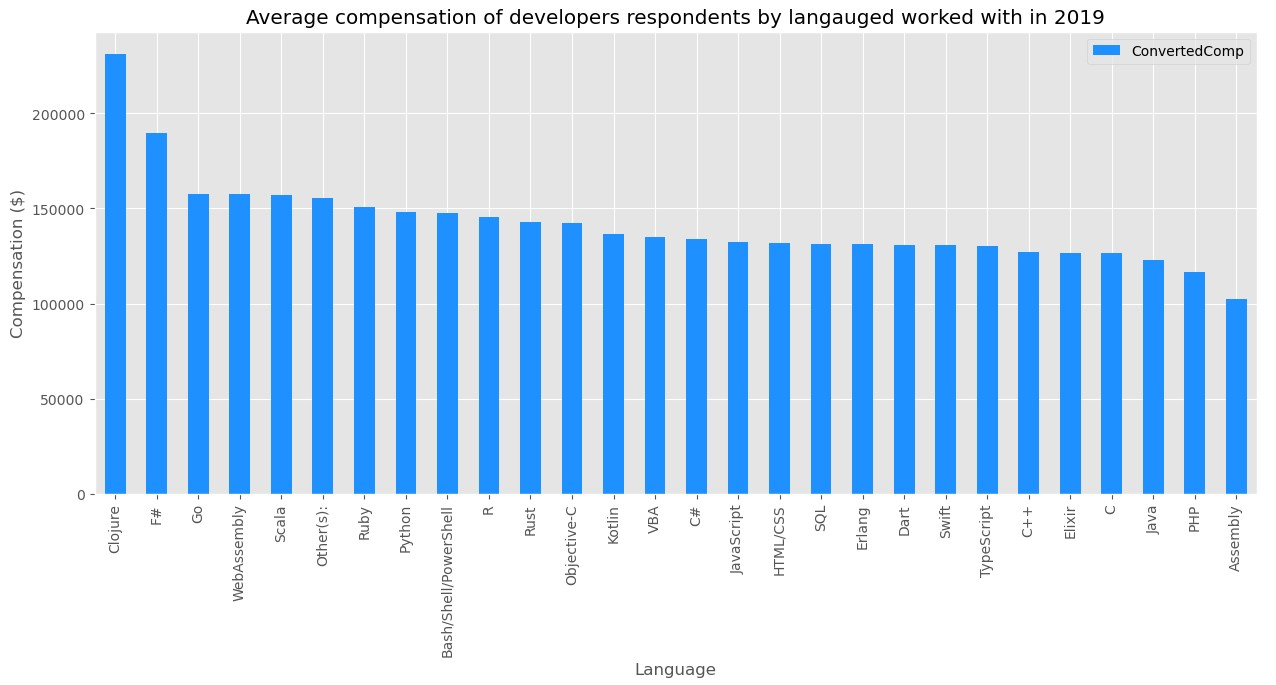 Average compensation of developers respondents by langauged worked with in 2019
ConvertedComp
Compensation ($)
200000
150000
100000
50000
0
Clojure
F#
Go
WebAssembly
Scala
Other(s):
Ruby
Python
Bash/Shell/PowerShell
R
Rust
Objective-C
Kotlin
VBA
C#
JavaScript
HTML/CSS
SQL
Erlang
Dart
Swift
TypeScript
C++
Elixir
C
Java
PHP
Assembly
Language